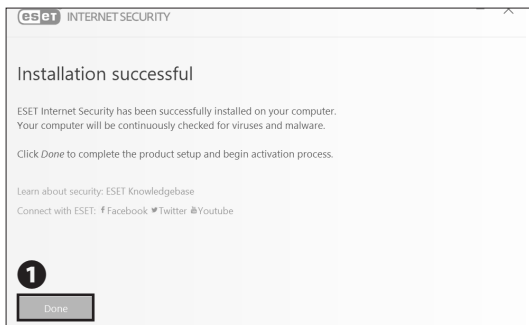 eset INTERNET SECURITY
Installation successful
ESET Internet Security has been successfully installed on your computer.
Your computer will be continuously checked for viruses and malware.
Click Done to complete the product setup and begin activation process.
Learn about security: ESET Knowledgebase
Connect with ESET: Facebook Twitter Youtube
1
Done